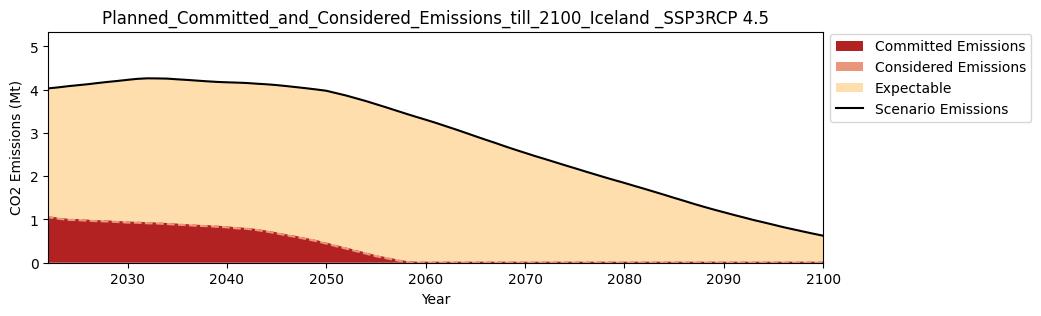 Planned_Committed_and_Considered_Emissions_till_2100_Iceland _SSP3RCP 4.5
5
4
3
2
1
0
CO2 Emissions (Mt)
2030 2040 2050 2060 2070 2080 2090 2100
Year
Committed Emissions
Considered Emissions
Expectable
Scenario Emissions